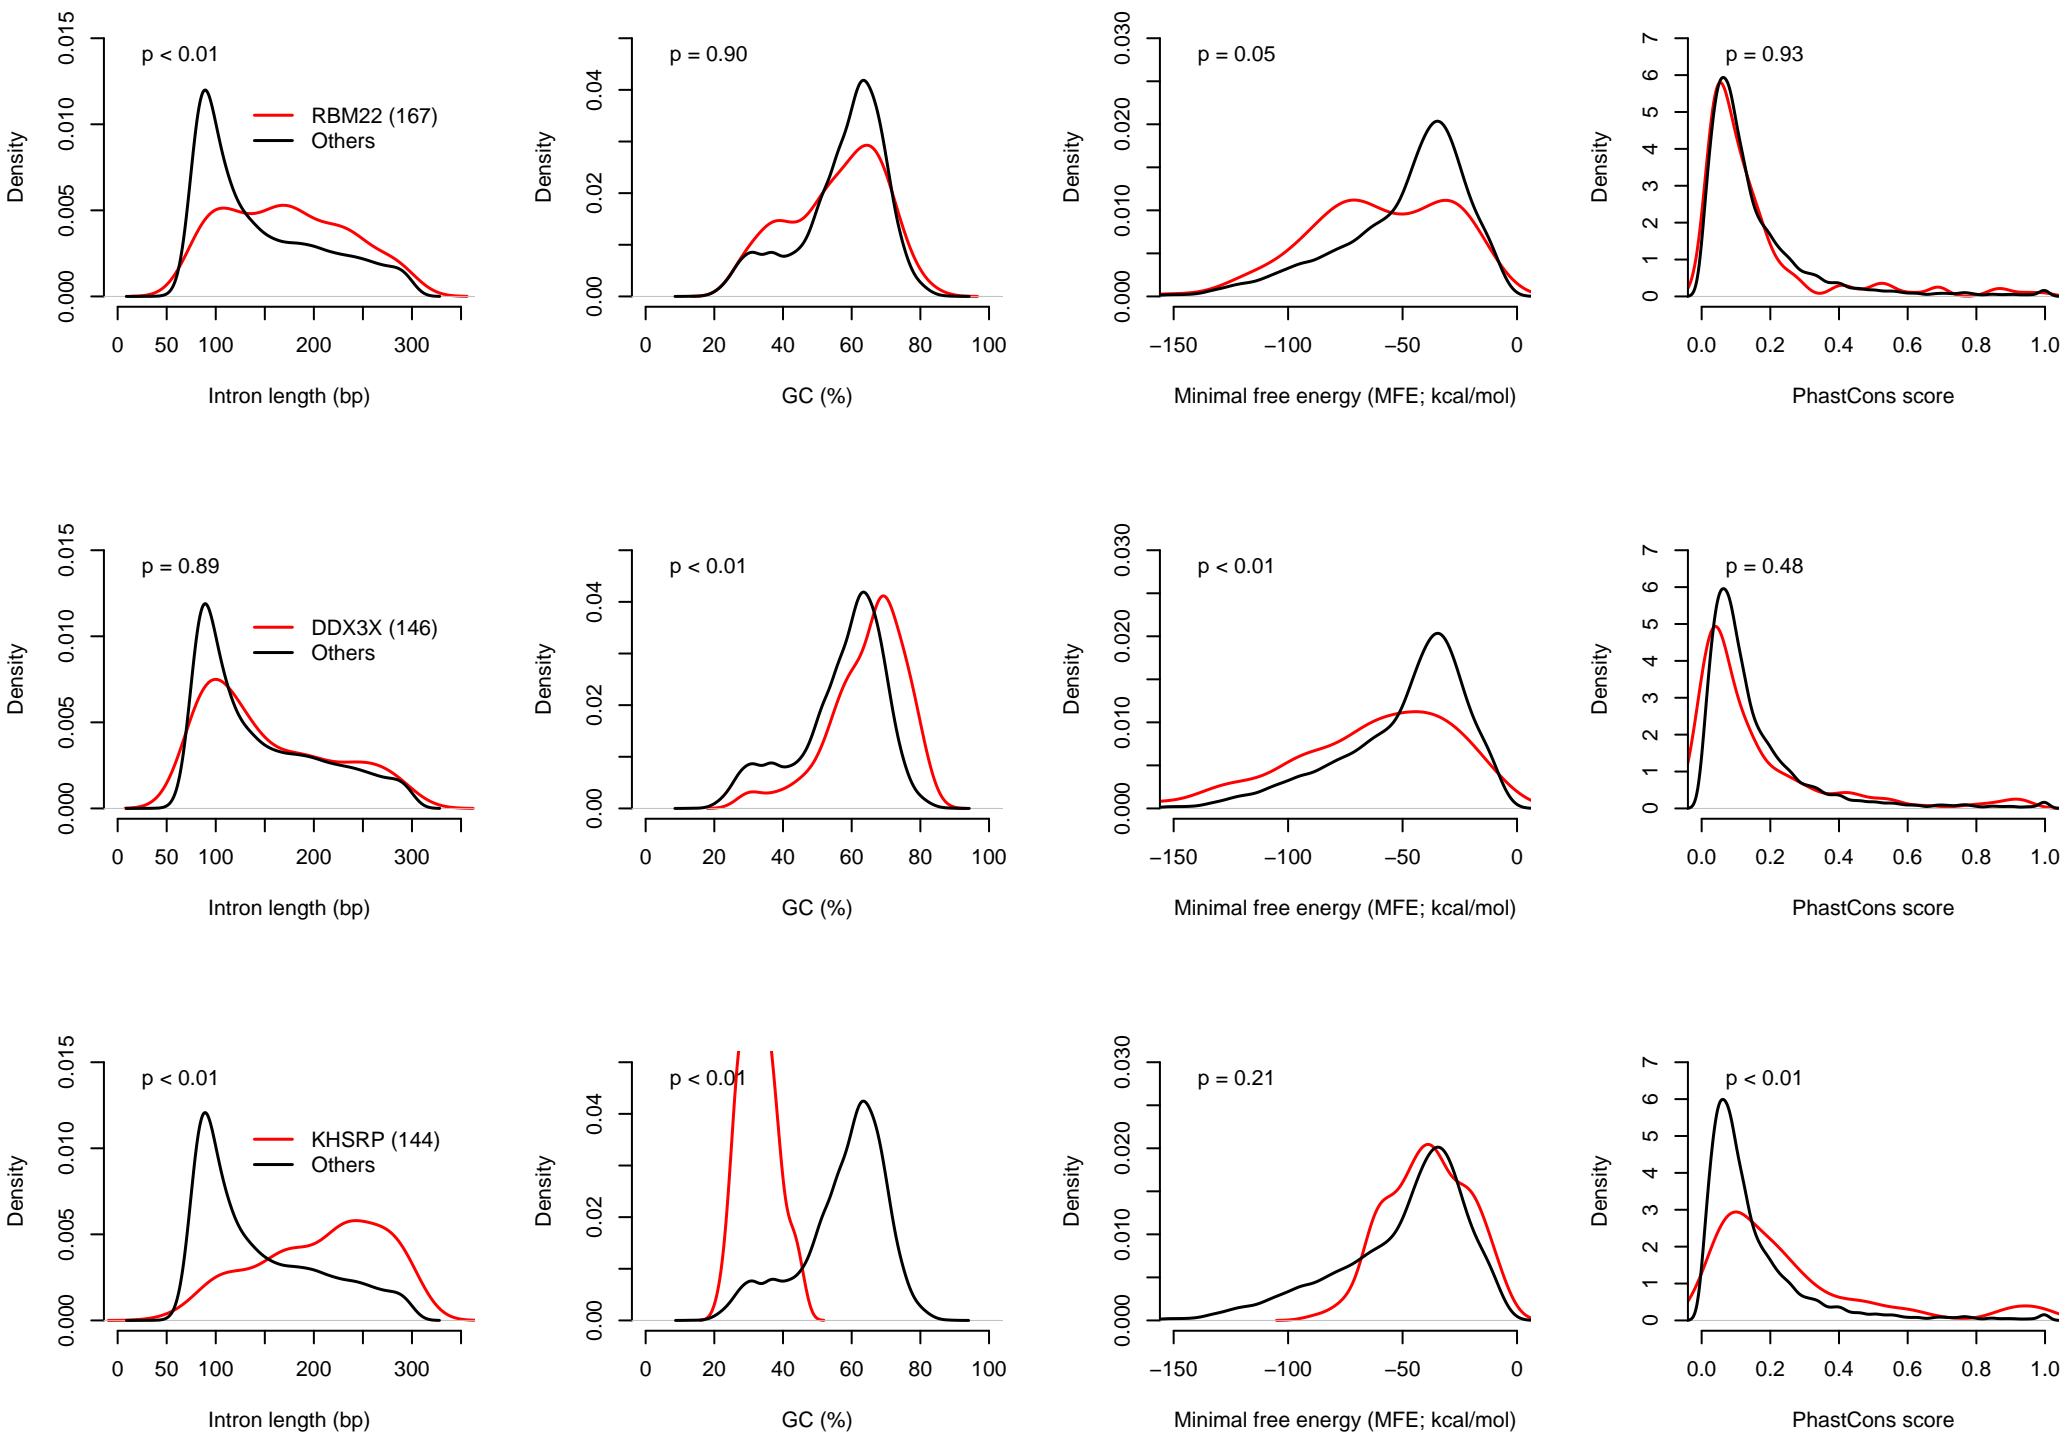 Density
0.000 0.005 0.010 0.015
p < 0.01
RBM22 (167)
Others
0 50 100 200 300
Intron length (bp)
Density
0.00 0.02 0.04
p = 0.90
0 20 40 60 80 100
GC (%)
Density
0.000 0.010 0.020 0.030
p = 0.05
−150 −100 −50 0
Minimal free energy (MFE; kcal/mol)
Density
0 1 2 3 4 5 6 7
p = 0.93
0.0 0.2 0.4 0.6 0.8 1.0
PhastCons score
Density
0.000 0.005 0.010 0.015
p = 0.89
DDX3X (146)
Others
0 50 100 200 300
Intron length (bp)
Density
0.00 0.02 0.04
p < 0.01
0 20 40 60 80 100
GC (%)
Density
0.000 0.010 0.020 0.030
p < 0.01
−150 −100 −50 0
Minimal free energy (MFE; kcal/mol)
Density
0 1 2 3 4 5 6 7
p = 0.48
0.0 0.2 0.4 0.6 0.8 1.0
PhastCons score
Density
0.000 0.005 0.010 0.015
p < 0.01
KHSRP (144)
Others
0 50 100 200 300
Intron length (bp)
Density
0.00 0.02 0.04
p < 0.01
0 20 40 60 80 100
GC (%)
Density
0.000 0.010 0.020 0.030
p = 0.21
−150 −100 −50 0
Minimal free energy (MFE; kcal/mol)
Density
0 1 2 3 4 5 6 7
p < 0.01
0.0 0.2 0.4 0.6 0.8 1.0
PhastCons score